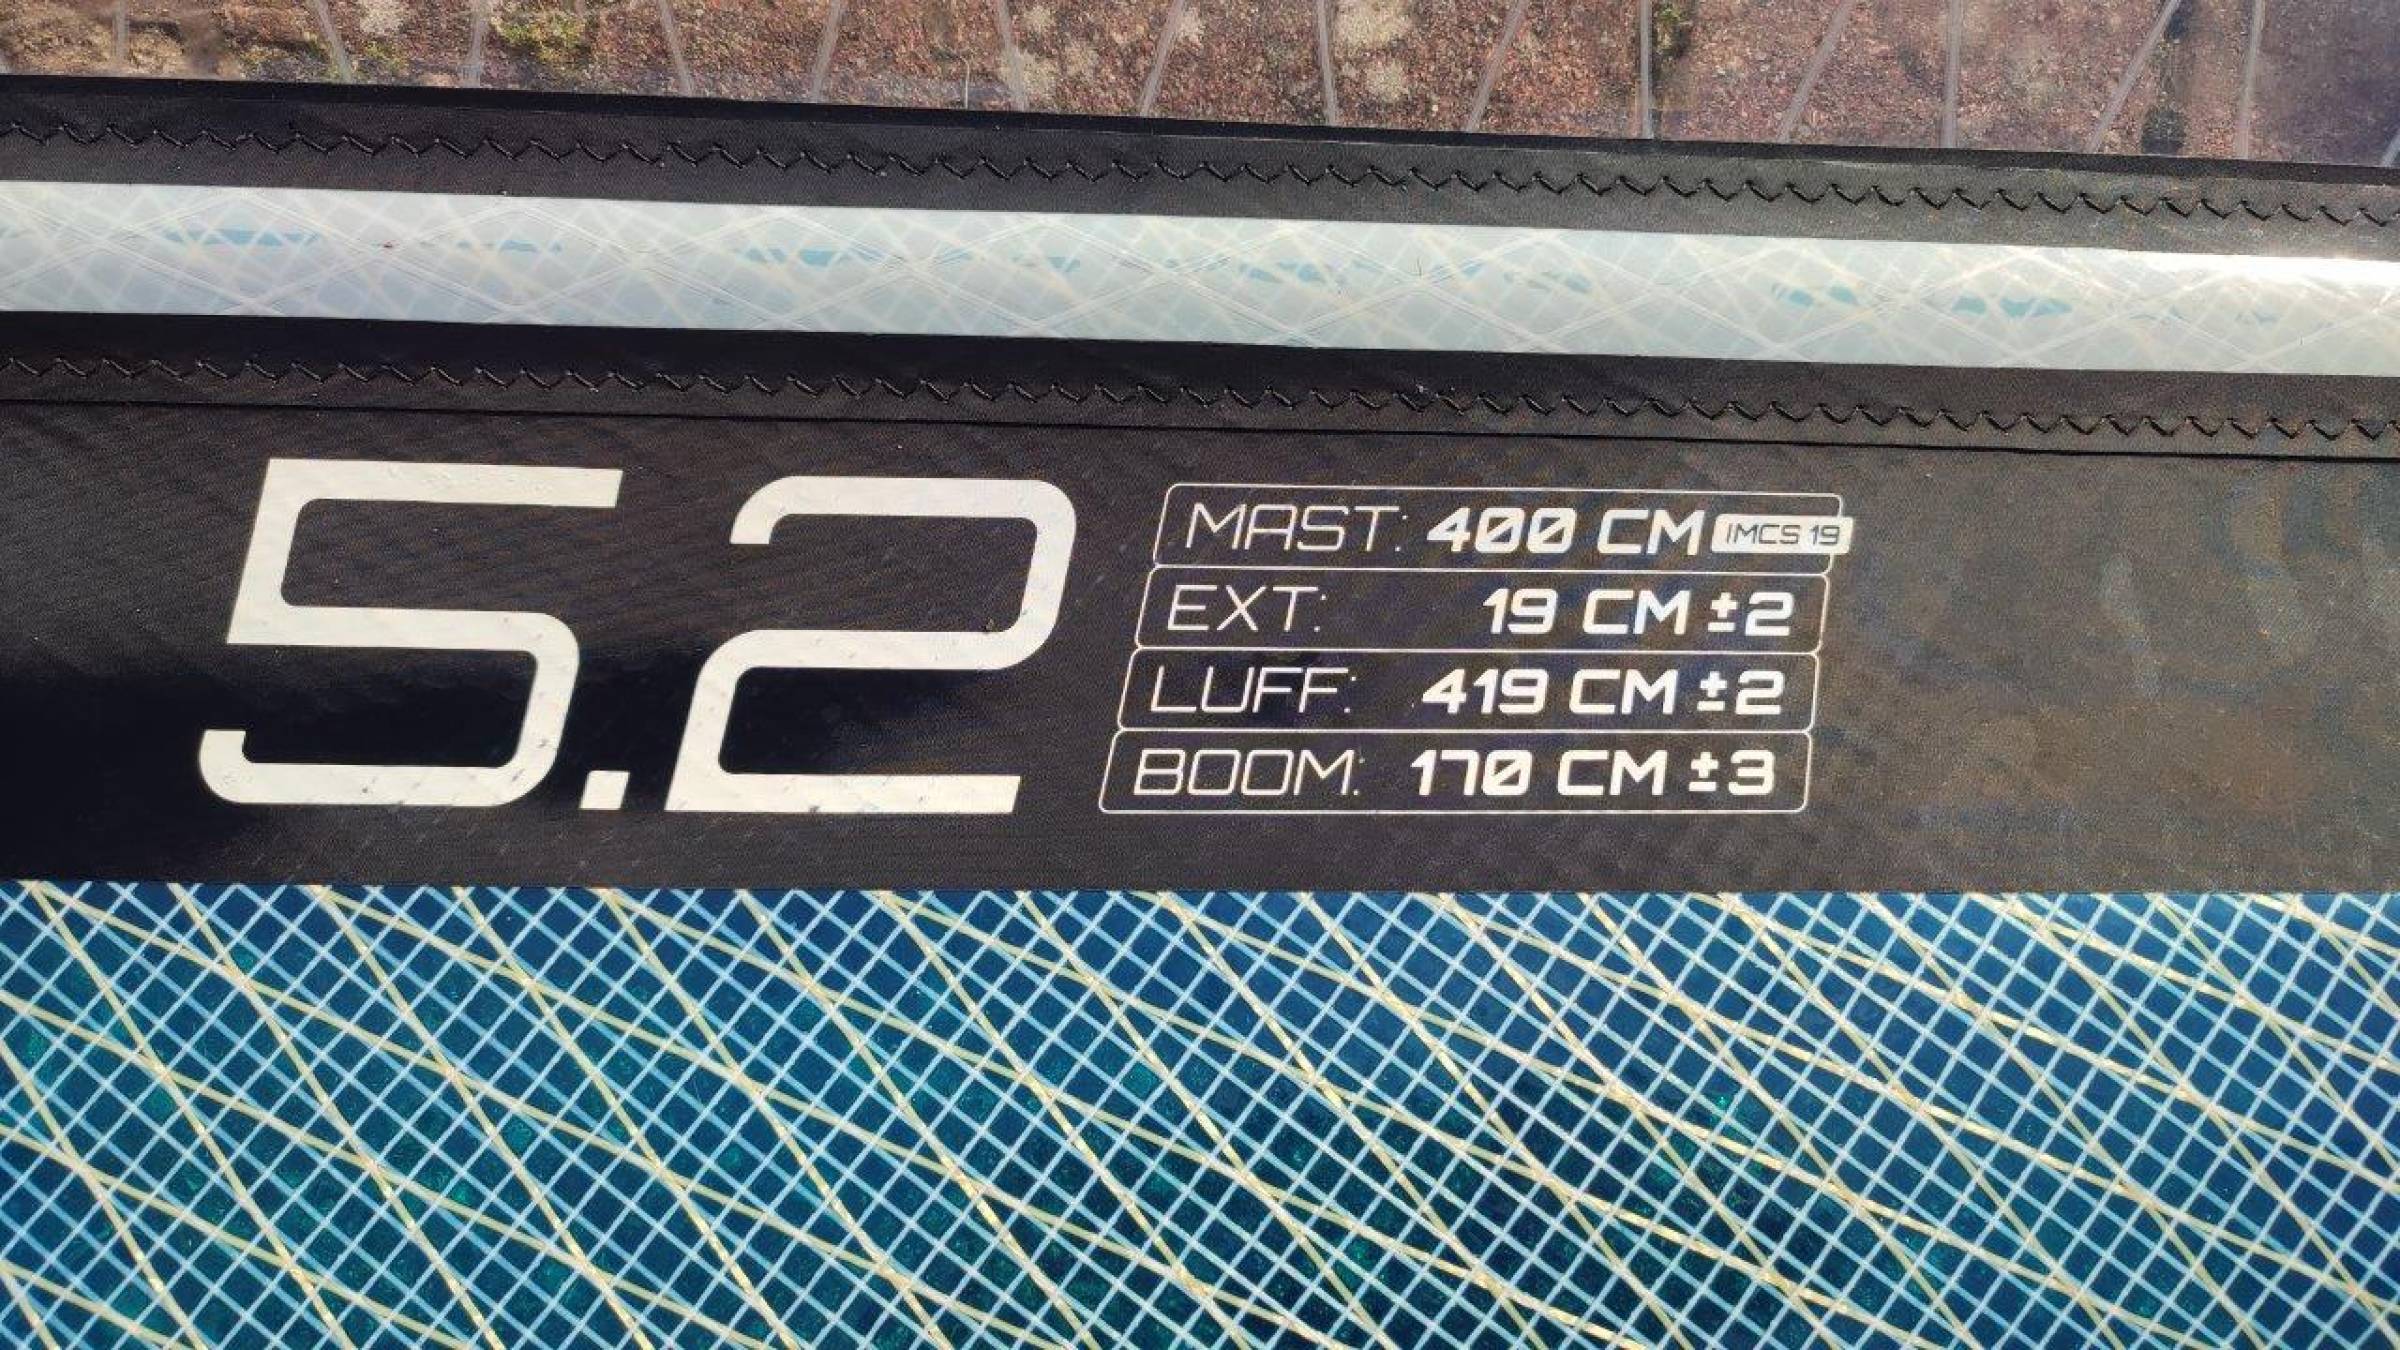 5.2
MAST: 400 CM IMCS 19
EXT: 19 CM ±2
LUFF: 419 CM ±2
BOOM: 170 CM ±3